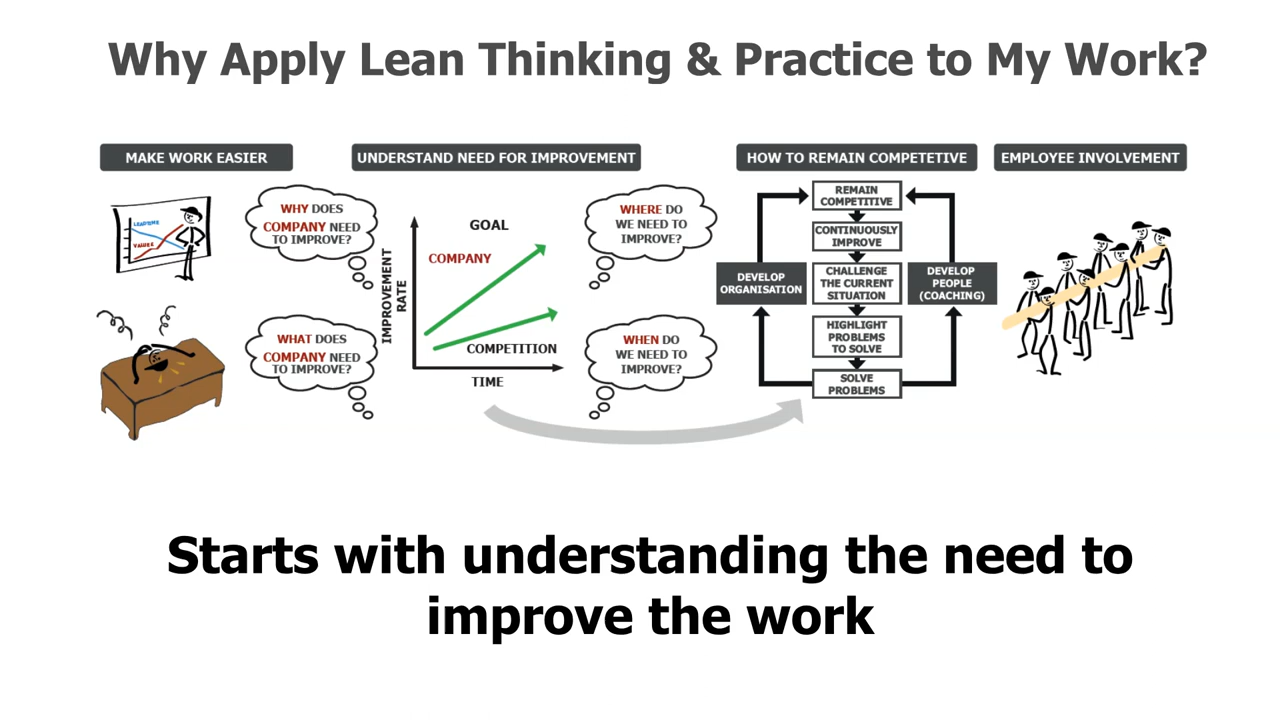 Why Apply Lean Thinking & Practice to My Work?
MAKE WORK EASIER
LEADTIME
VALUES
WHY DOES
COMPANY NEED
TO IMPROVE?
WHAT DOES
COMPANY NEED
TO IMPROVE?
UNDERSTAND NEED FOR IMPROVEMENT
IMPROVEMENT
RATE
GOAL
COMPANY
COMPETITION
TIME
WHERE DO
WE NEED TO
IMPROVE?
WHEN DO
WE NEED TO
IMPROVE?
HOW TO REMAIN COMPETETIVE
REMAIN
COMPETITIVE
CONTINUOUSLY
IMPROVE
CHALLENGE
THE CURRENT
SITUATION
HIGHLIGHT
PROBLEMS
TO SOLVE
SOLVE
PROBLEMS
DEVELOP
ORGANISATION
DEVELOP
PEOPLE
(COACHING)
EMPLOYEE INVOLVEMENT
Starts with understanding the need to
improve the work